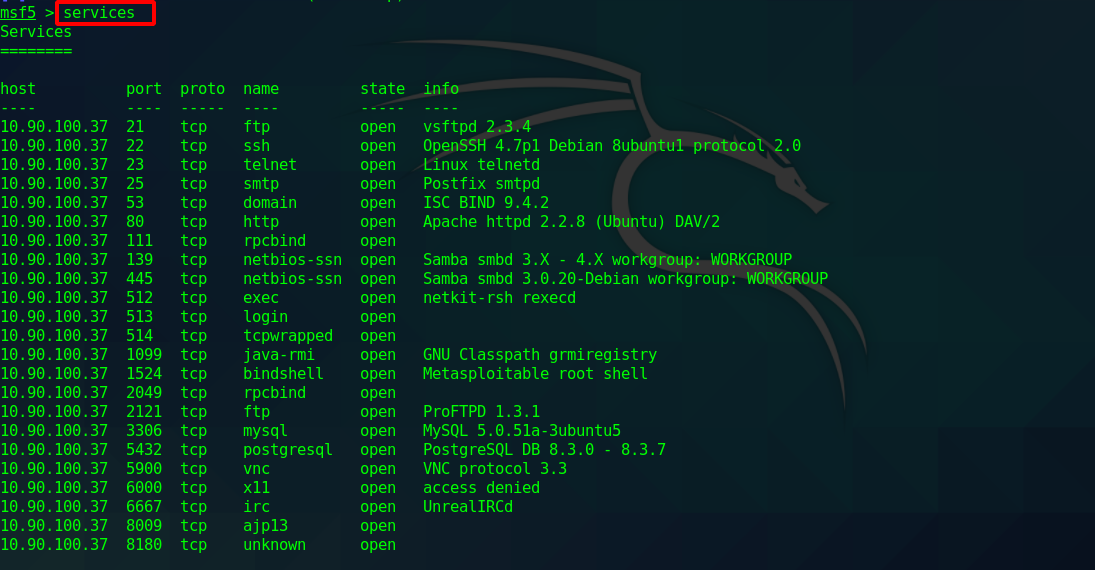 msf5 > services
Services
========
host port proto name state info
---- ---- ----- ---- ----- ----
10.90.100.37 21 tcp ftp open vsftpd 2.3.4
10.90.100.37 22 tcp ssh open OpenSSH 4.7p1 Debian 8ubuntu1 protocol 2.0
10.90.100.37 23 tcp telnet open Linux telnetd
10.90.100.37 25 tcp smtp open Postfix smtpd
10.90.100.37 53 tcp domain open ISC BIND 9.4.2
10.90.100.37 80 tcp http open Apache httpd 2.2.8 (Ubuntu) DAV/2
10.90.100.37 111 tcp rpcbind open
10.90.100.37 139 tcp netbios-ssn open Samba smbd 3.X - 4.X workgroup: WORKGROUP
10.90.100.37 445 tcp netbios-ssn open Samba smbd 3.0.20-Debian workgroup: WORKGROUP
10.90.100.37 512 tcp exec open netkit-rsh rexecd
10.90.100.37 513 tcp login open
10.90.100.37 514 tcp tcpwrapped open
10.90.100.37 1099 tcp java-rmi open GNU Classpath grmiregistry
10.90.100.37 1524 tcp bindshell open Metasploitable root shell
10.90.100.37 2049 tcp rpcbind open
10.90.100.37 2121 tcp ftp open ProFTPD 1.3.1
10.90.100.37 3306 tcp mysql open MySQL 5.0.51a-3ubuntu5
10.90.100.37 5432 tcp postgresql open PostgreSQL DB 8.3.0 - 8.3.7
10.90.100.37 5900 tcp vnc open VNC protocol 3.3
10.90.100.37 6000 tcp x11 open access denied
10.90.100.37 6667 tcp irc open UnrealIRCd
10.90.100.37 8009 tcp ajp13 open
10.90.100.37 8180 tcp unknown open